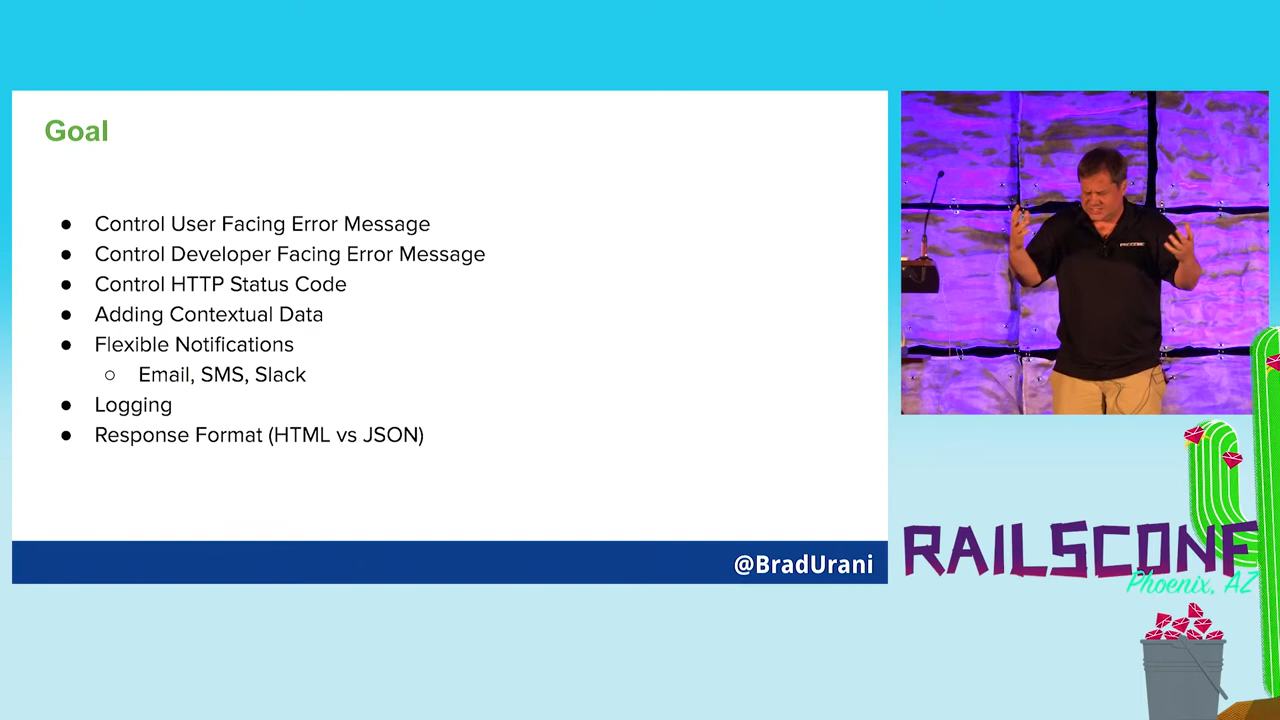 Goal
● Control User Facing Error Message
● Control Developer Facing Error Message
● Control HTTP Status Code
● Adding Contextual Data
● Flexible Notifications
○ Email, SMS, Slack
● Logging
● Response Format (HTML vs JSON)
@BradUrani
RAILSCONF
Phoenix, AZ